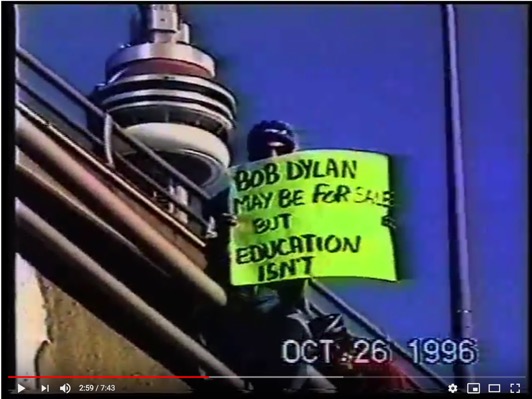 BOB DYLAN
MAY BE FOR SALE
BUT
EDUCATION
ISN'T
OCT. 26 1996
2:59 / 7:43